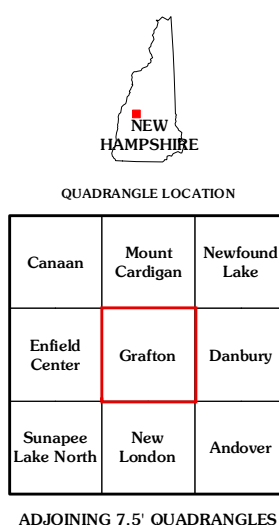 NEW
HAMPSHIRE
QUADRANGLE LOCATION
Canaan
Mount
Cardigan
Newfound
Lake
Enfield
Center
Grafton
Danbury
Sunapee
Lake North
New
London
Andover
ADJOINING 7.5' QUADRANGLES